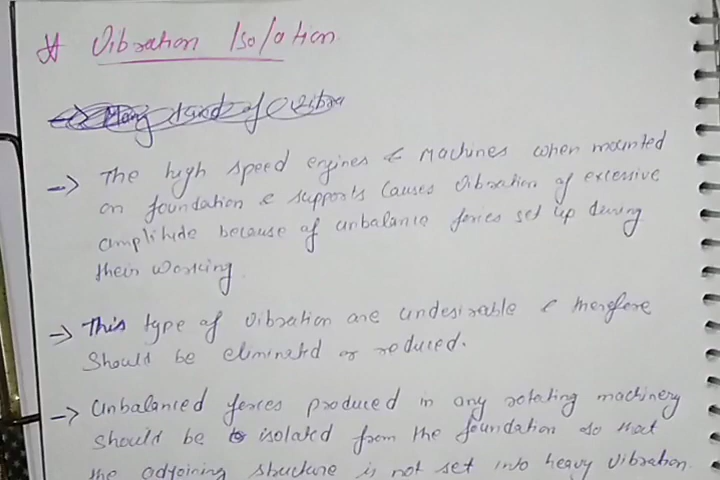 Vibration Isolation
-> The high speed engines & Machines when mounted
on foundation & supports Causes Vibration of excessive
amplitude because of unbalance forces set up during
their working.
-> This type of vibration are undesirable & therefore
Should be eliminated or reduced.
-> Unbalanced forces produced in any rotating machinery
should be isolated from the foundation so that
the adjoining structure is not set into heavy vibration.